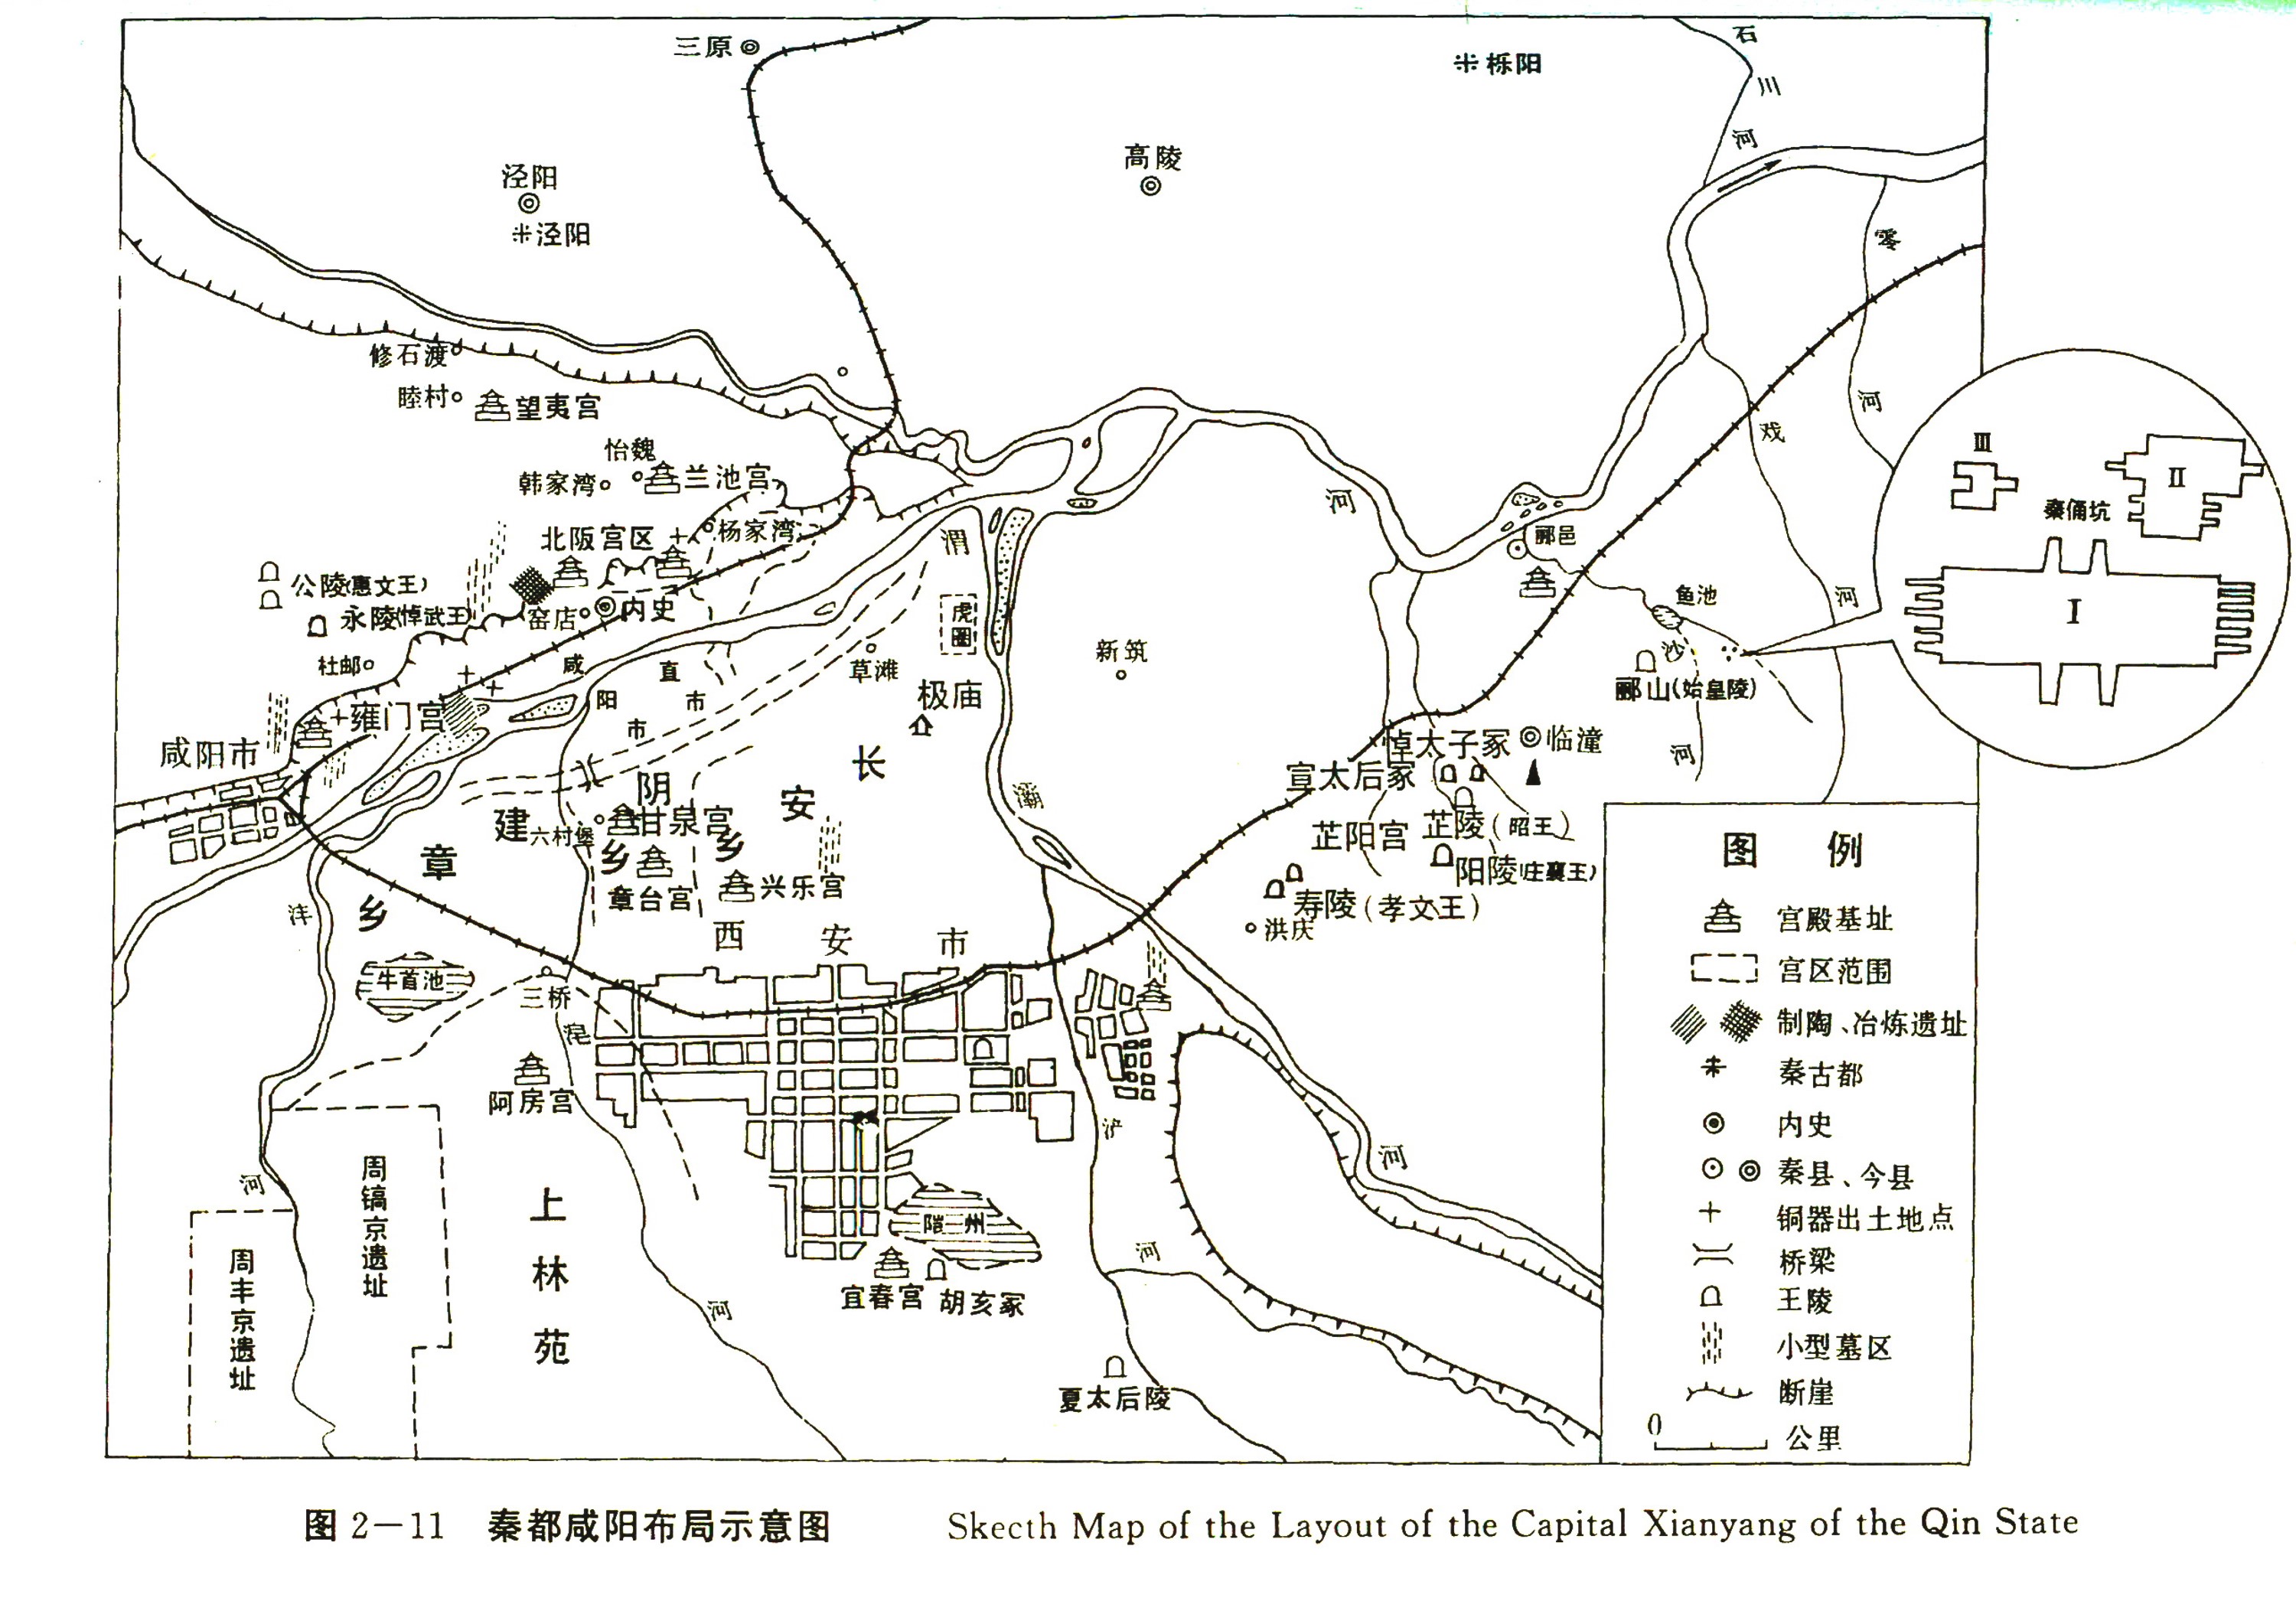 三原
栎阳
石
川
河
高陵
泾阳
泾阳
零
河
修石渡
睦村
望夷宫
怡魏
韩家湾
兰池宫
戏
河
河
Ⅲ
Ⅱ
秦俑坑
Ⅰ
北阪宫区
杨家湾
渭
郦邑
公陵(惠文王)
永陵(悼武王)
窑店
内史
鱼池
虎圈
新筑
杜邮
咸
阳
直
市
市
草滩
沙
河
郦山(始皇陵)
极庙
雍门宫
咸阳市
长
安
乡
悼太子冢
临潼
宣太后冢
阴
乡
灞
建
章
乡
六村堡
甘泉宫
芷阳宫
芷陵(昭王)
阳陵(庄襄王)
章台宫
兴乐宫
寿陵(孝文王)
洪庆
沣
西安市
牛首池
三桥
皂
阿房宫
浐
河
河
周镐京遗址
上林苑
河
宜春宫
胡亥冢
河
周丰京遗址
夏太后陵
图例
宫殿基址
宫区范围
制陶、冶炼遗址
秦古都
内史
秦县、今县
铜器出土地点
桥梁
王陵
小型墓区
断崖
0
公里
图 2—11 秦都咸阳布局示意图 Skecth Map of the Layout of the Capital Xianyang of the Qin State